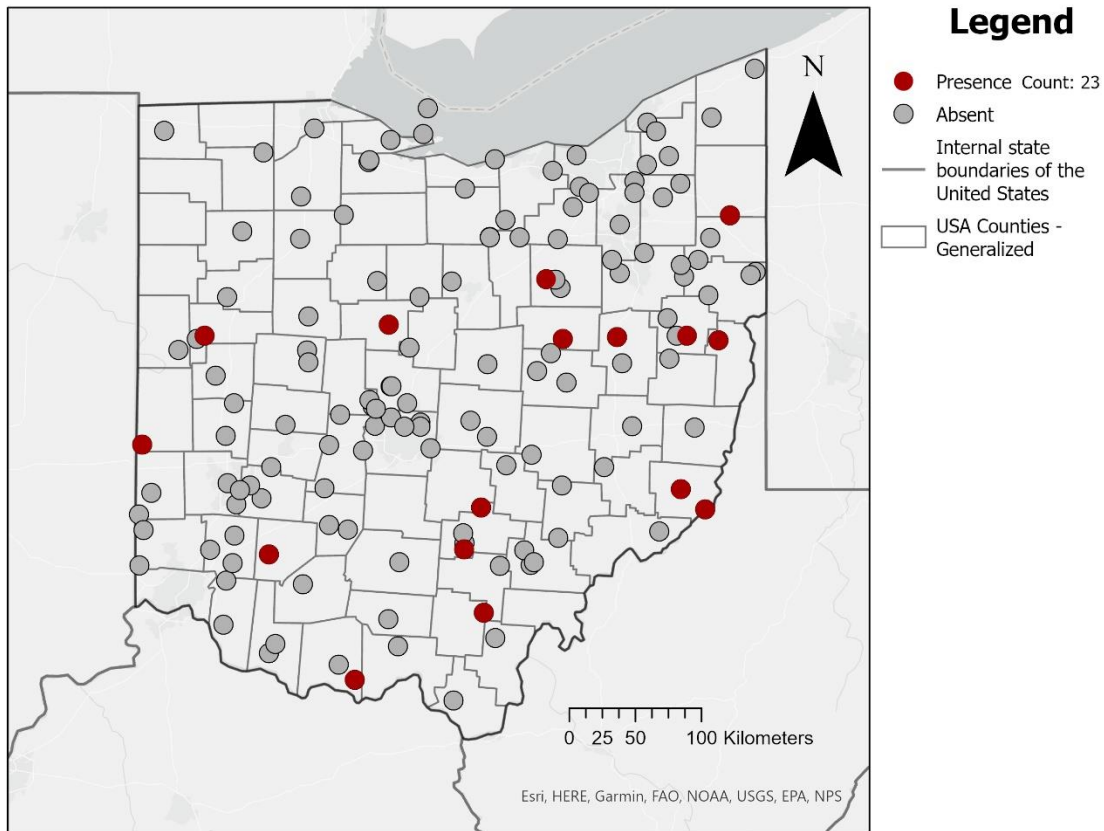 Legend
N
Presence Count: 23
Absent
Internal state
boundaries of the
United States
USA Counties -
Generalized
0 25 50 100 Kilometers
Esri, HERE, Garmin, FAO, NOAA, USGS, EPA, NPS